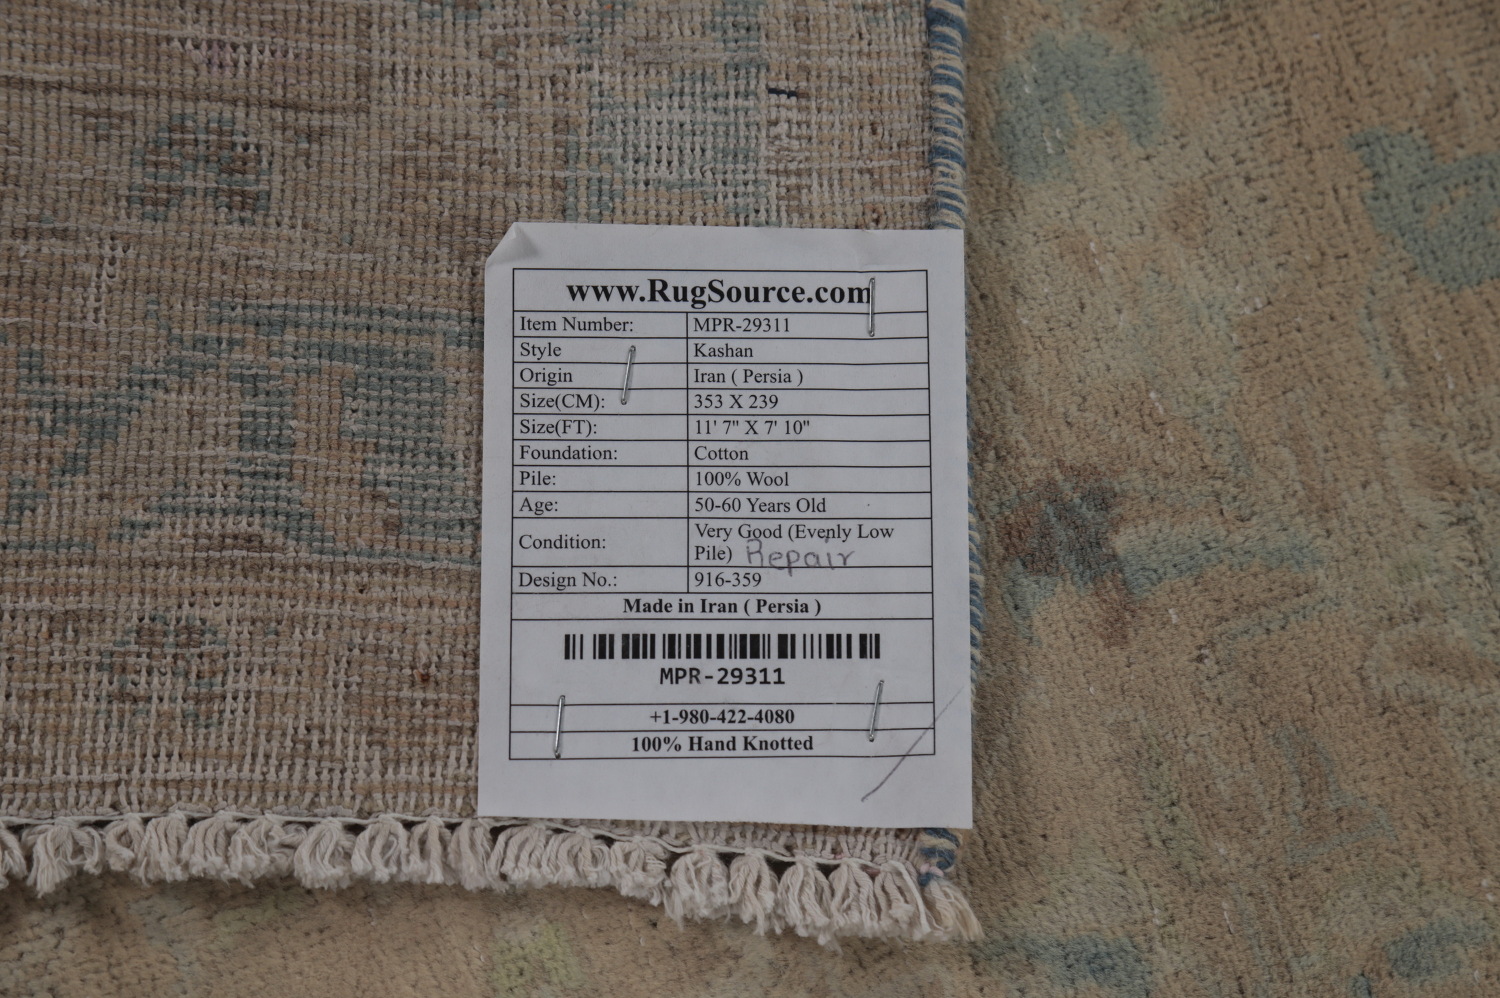 www.RugSource.com
Item Number: MPR-29311
Style Kashan
Origin Iran ( Persia )
Size(CM): 353 X 239
Size(FT): 11' 7" X 7' 10"
Foundation: Cotton
Pile: 100% Wool
Age: 50-60 Years Old
Condition: Very Good (Evenly Low
Pile) Repair
Design No.: 916-359
Made in Iran ( Persia )
MPR-29311
+1-980-422-4080
100% Hand Knotted